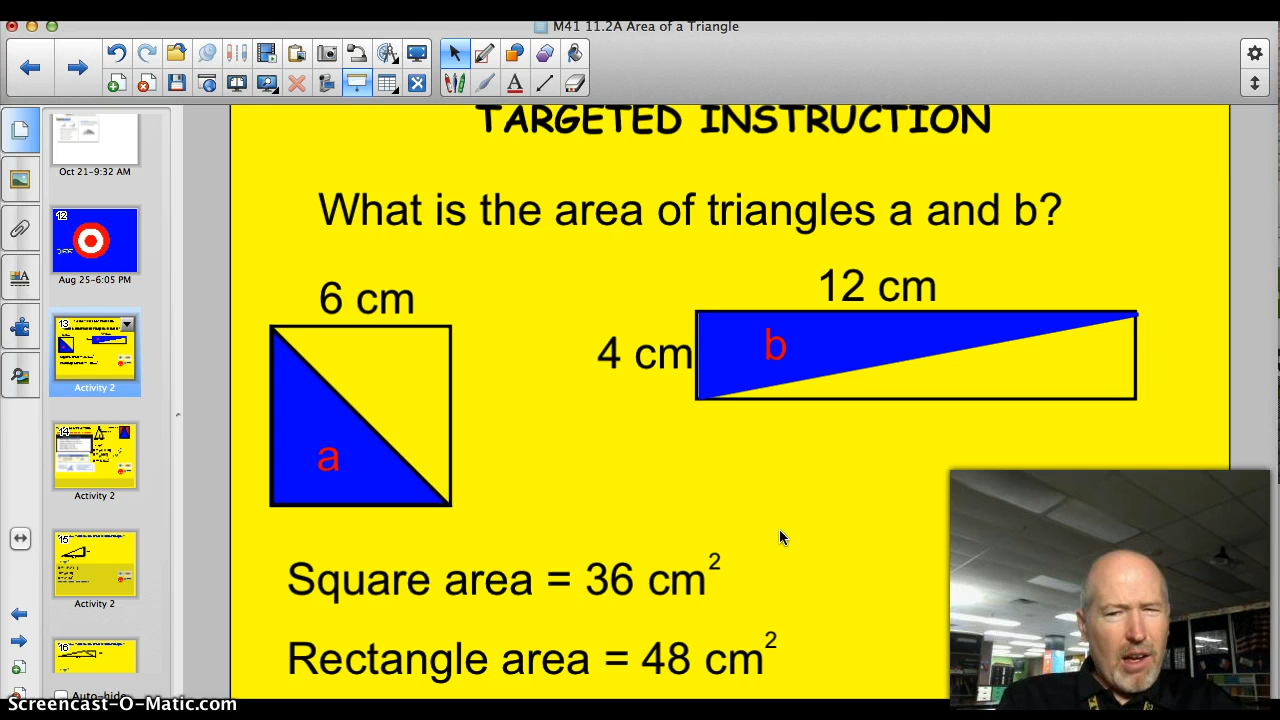 M41 11.2A Area of a Triangle
TARGETED INSTRUCTION
What is the area of triangles a and b?
6 cm
12 cm
4 cm
b
a
Square area = 36 cm²
Rectangle area = 48 cm²
Oct 21-9:32 AM
12
Aug 25-6:05 PM
13
Activity 2
14
Activity 2
15
Activity 2
16
Auto-hide
Screencast-O-Matic.com